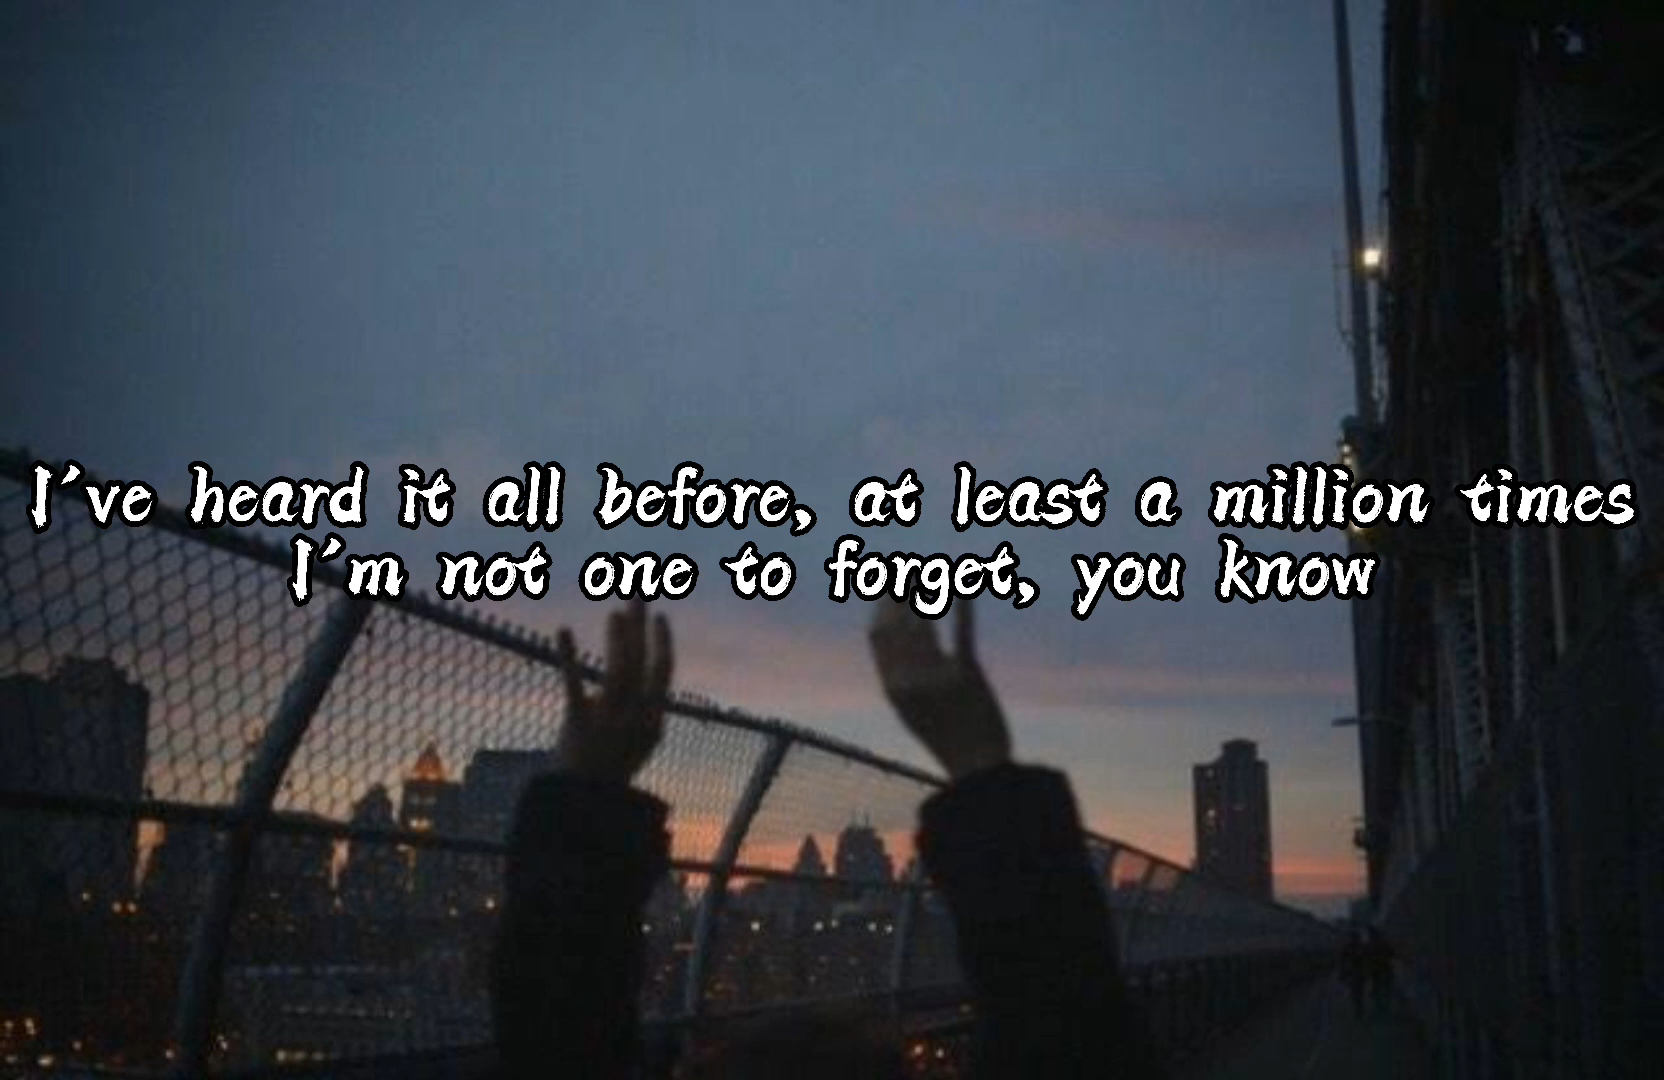 I've heard it all before, at least a million times
I'm not one to forget, you know